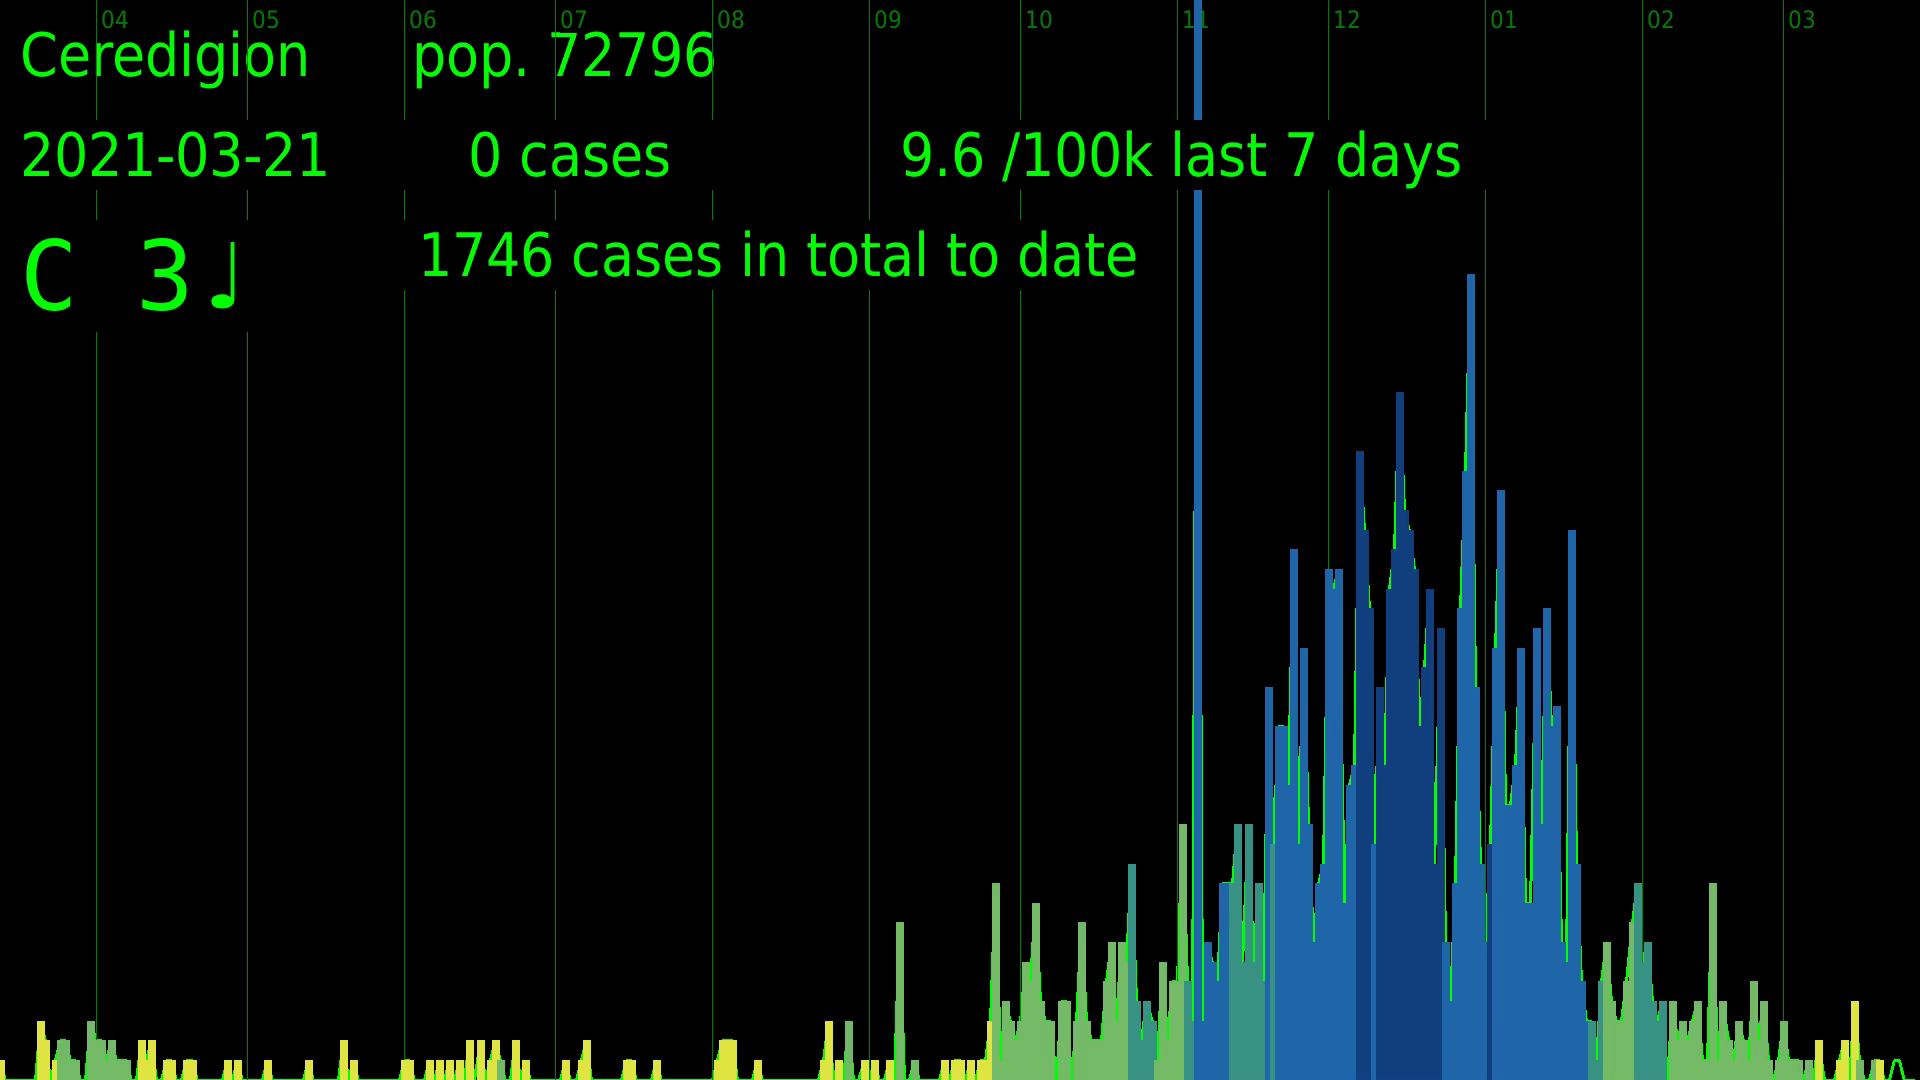 04 05 06 07 08 09 10 11 12 01 02 03
Ceredigion pop. 72796
2021-03-21 0 cases 9.6 /100k last 7 days
C 3♩ 1746 cases in total to date